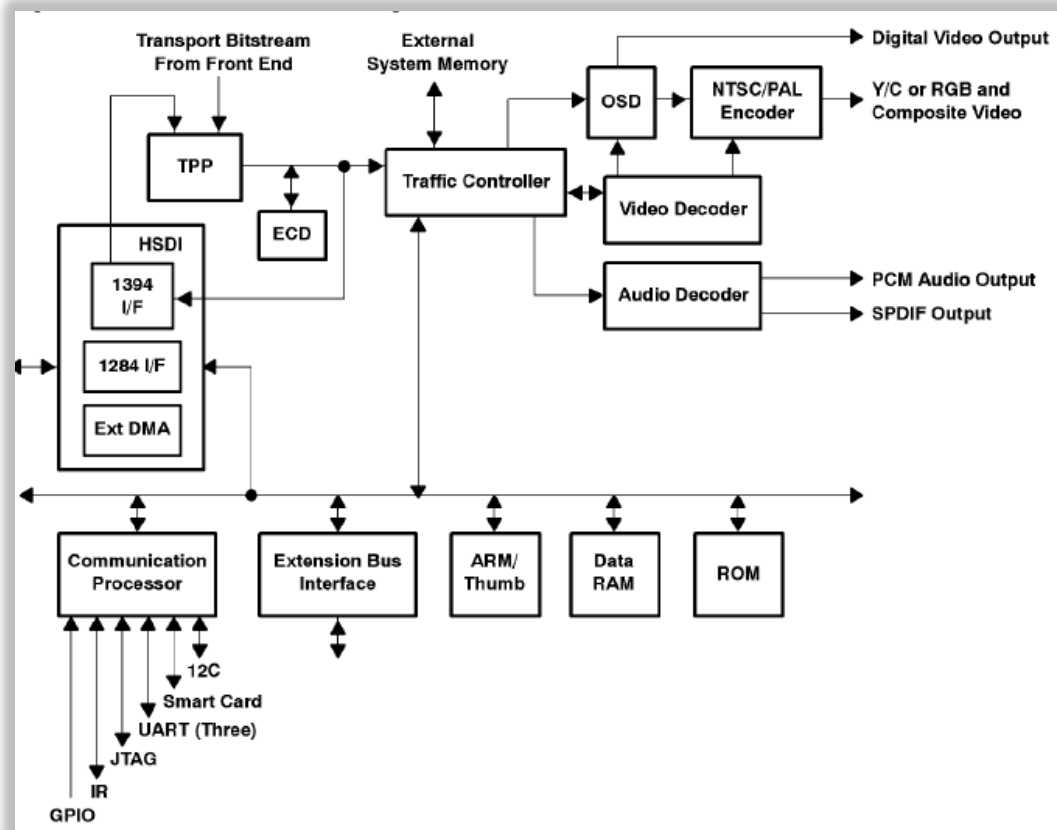 Transport Bitstream
From Front End
External
System Memory
Digital Video Output
OSD
NTSC/PAL
Encoder
Y/C or RGB and
Composite Video
TPP
Traffic Controller
Video Decoder
ECD
HSDI
1394
I/F
Audio Decoder
PCM Audio Output
SPDIF Output
1284 I/F
Ext DMA
Communication
Processor
Extension Bus
Interface
ARM/
Thumb
Data
RAM
ROM
12C
Smart Card
UART (Three)
JTAG
IR
GPIO